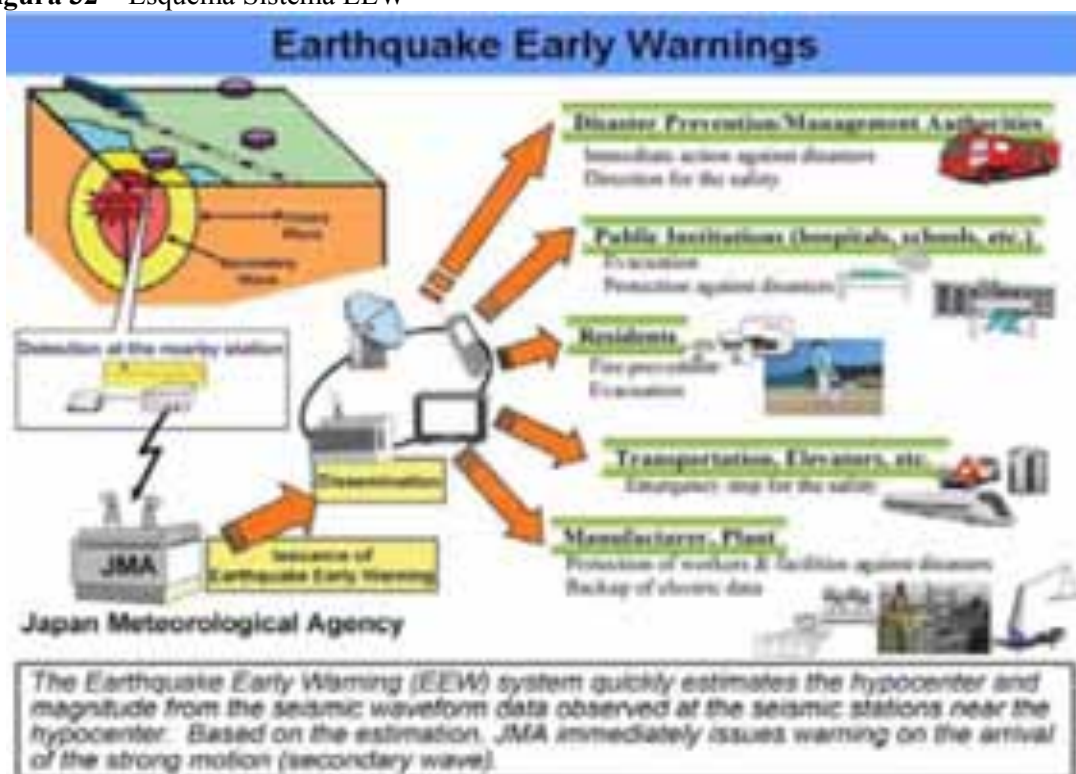 Esquema Sistema EEW
Earthquake Early Warnings
Primary
Wave
Secondary
Wave
Detection at the nearby station
JMA
Japan Meteorological Agency
Issuance of
Earthquake Early Warning
Dissemination
Disaster Prevention/Management Authorities
Immediate action against disasters
Direction for the safety
Public Institutions (hospitals, schools, etc.)
Evacuation
Protection against disasters
Residents
Fire prevention
Evacuation
Transportation, Elevators, etc.
Emergency stop for the safety
Manufacturer, Plant
Protection of workers & facilities against disasters
Backup of electric data
The Earthquake Early Warning (EEW) system quickly estimates the hypocenter and
magnitude from the seismic waveform data observed at the seismic stations near the
hypocenter. Based on the estimation, JMA immediately issues warning on the arrival
of the strong motion (secondary wave).